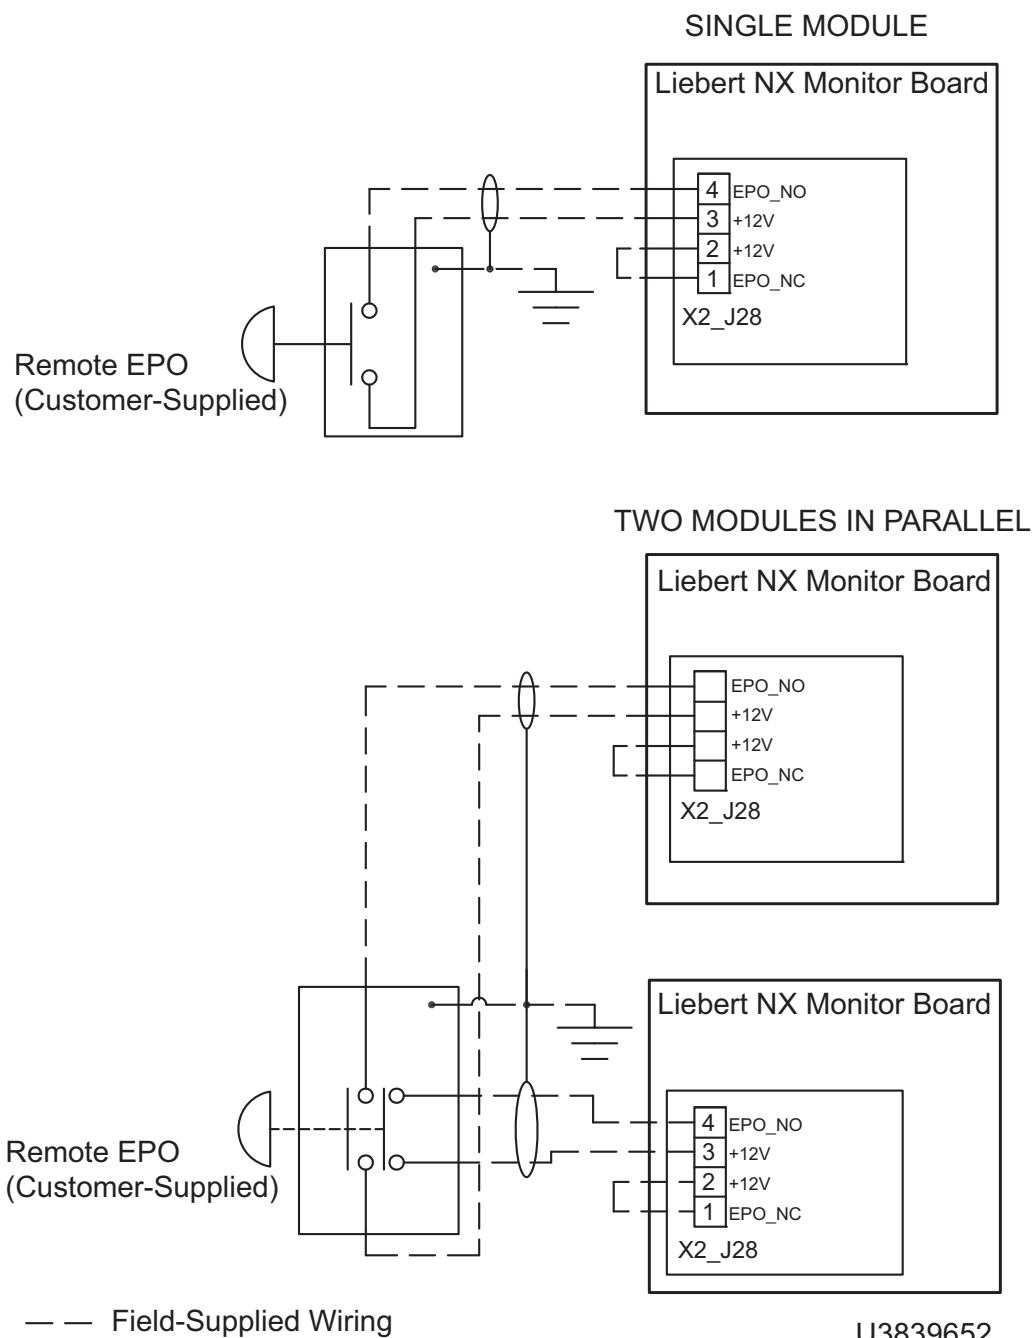 SINGLE MODULE
Liebert NX Monitor Board
4 EPO_NO
3 +12V
2 +12V
1 EPO_NC
X2_J28
Remote EPO
(Customer-Supplied)
TWO MODULES IN PARALLEL
Liebert NX Monitor Board
EPO_NO
+12V
+12V
EPO_NC
X2_J28
Liebert NX Monitor Board
4 EPO_NO
3 +12V
2 +12V
1 EPO_NC
X2_J28
Remote EPO
(Customer-Supplied)
Field-Supplied Wiring
U3839652